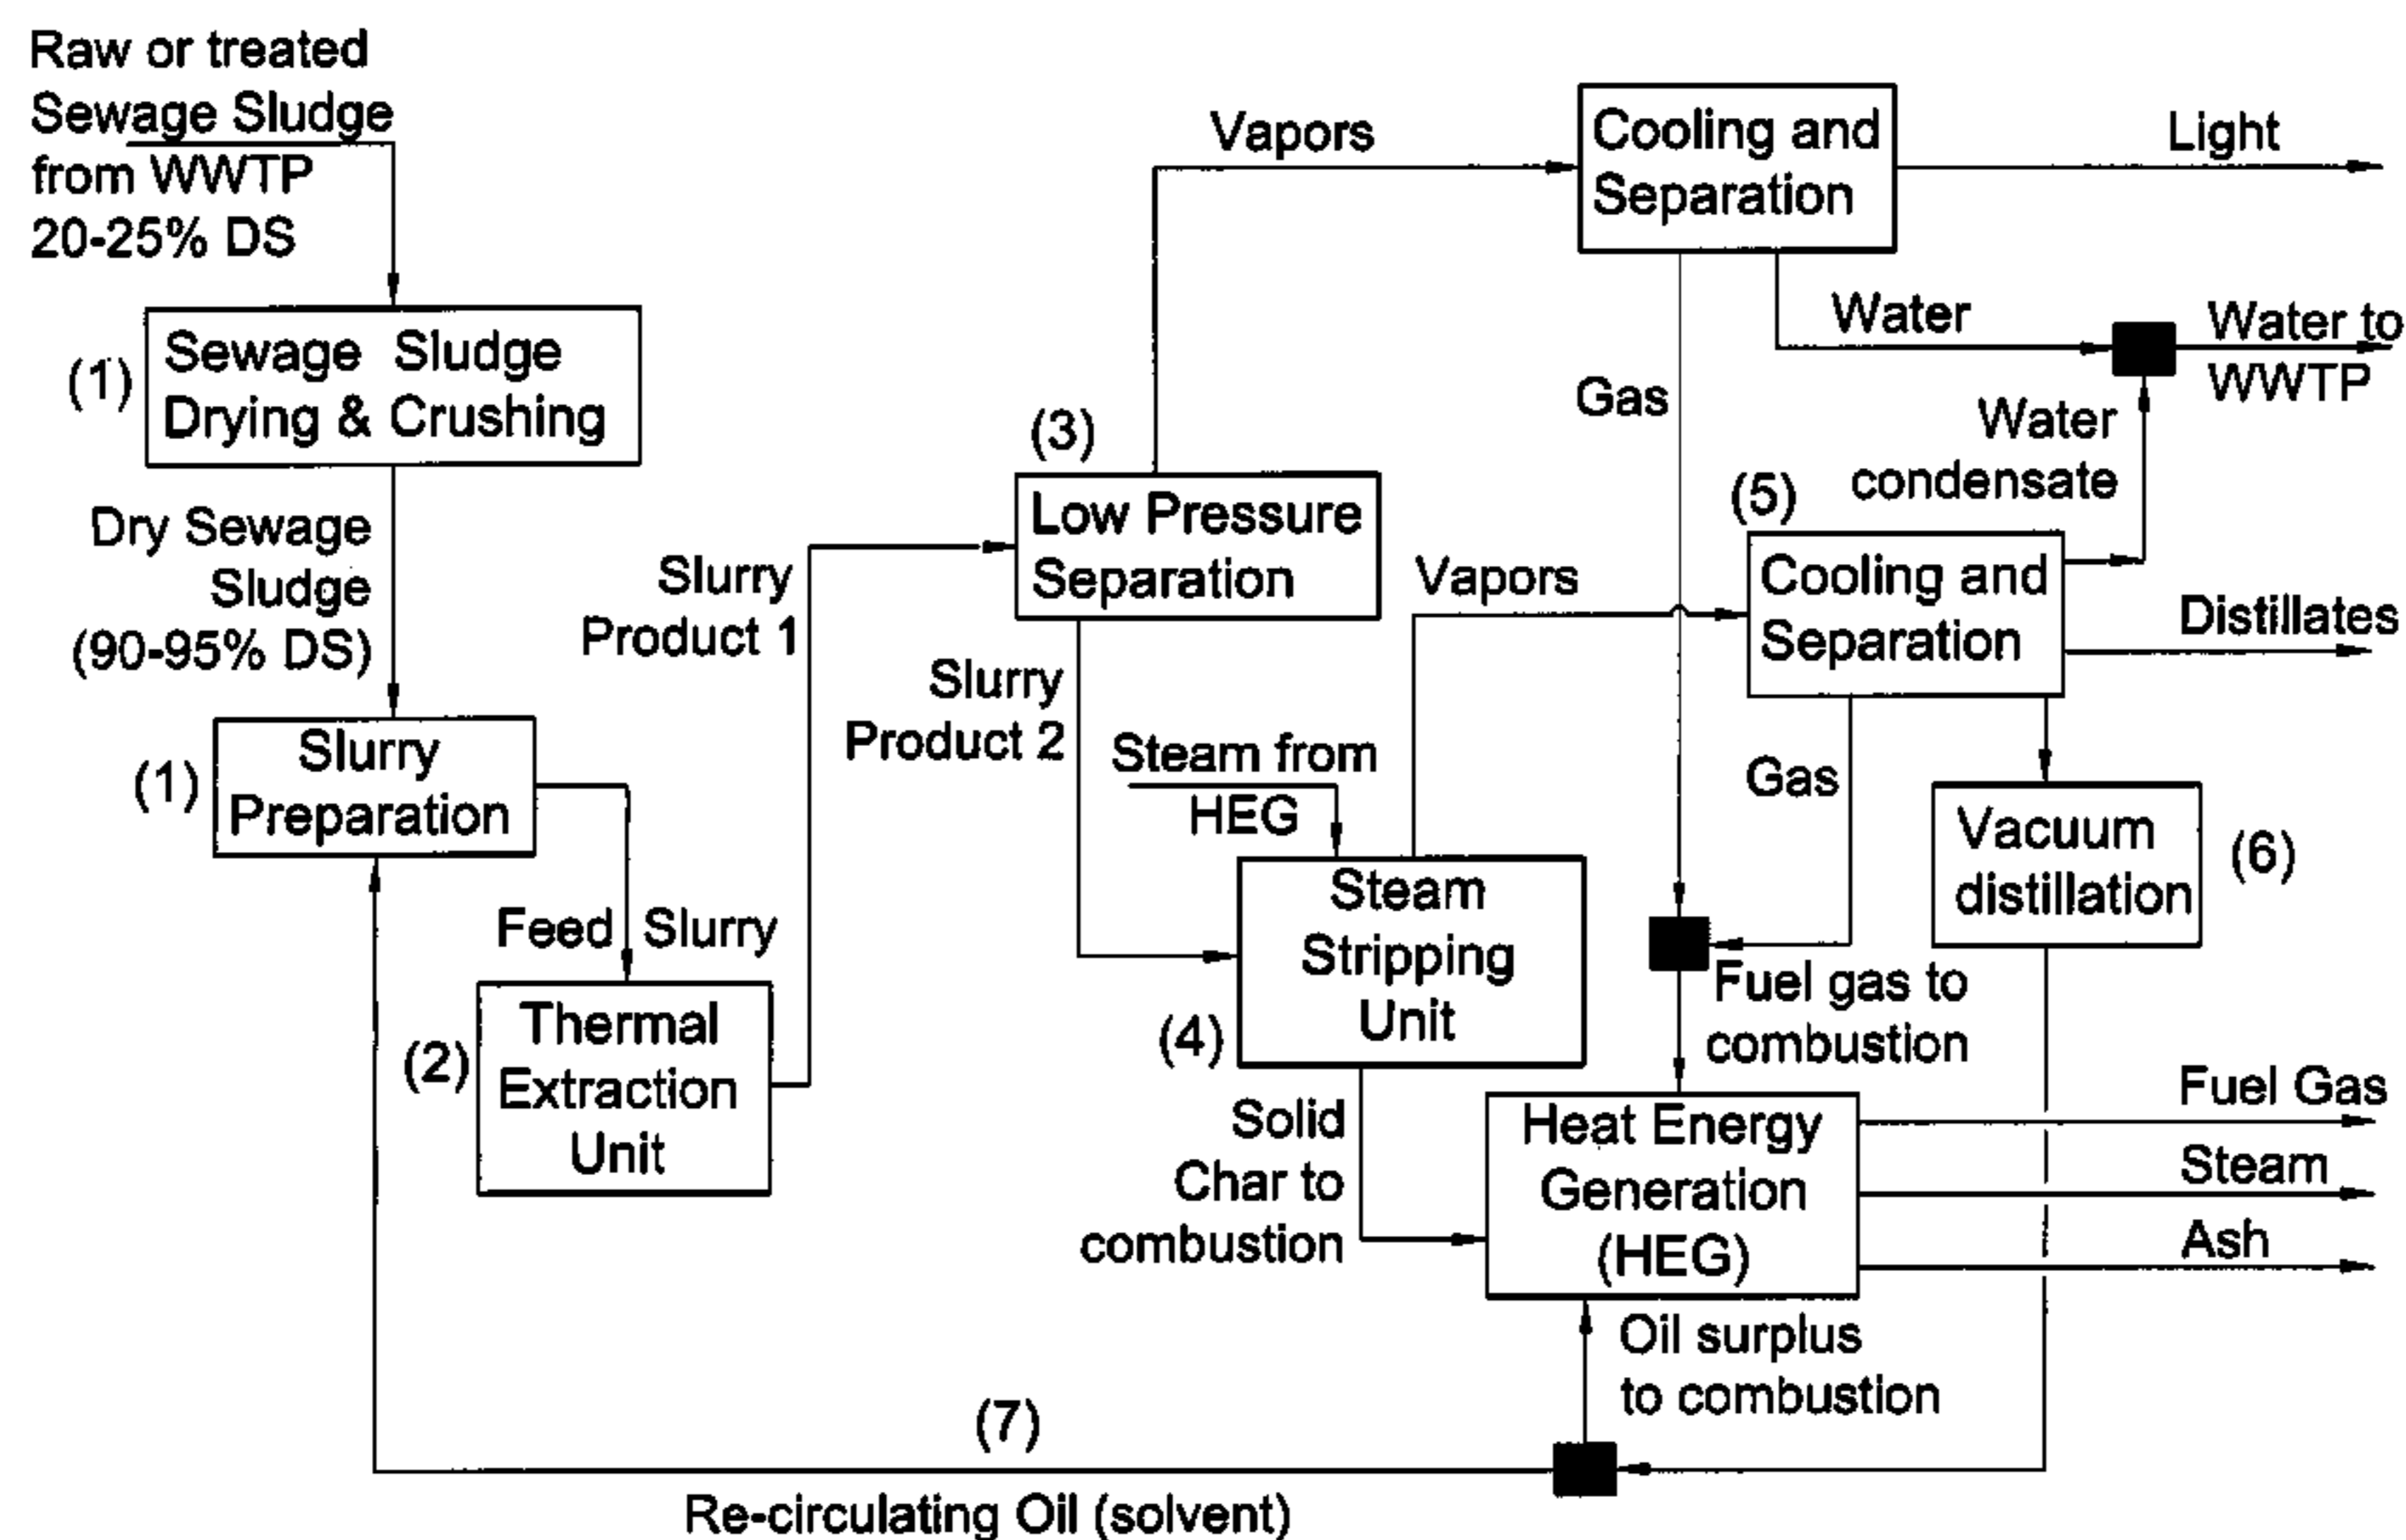 Raw or treated
Sewage Sludge
from WWTP
20-25% DS
(1)
Sewage Sludge
Drying & Crushing
Dry Sewage
Sludge
(90-95% DS)
(1)
Slurry
Preparation
Feed Slurry
(2)
Thermal
Extraction
Unit
Slurry
Product 1
(3)
Low Pressure
Separation
Vapors
Cooling and
Separation
Light
Water
Water to
WWTP
Gas
Water
condensate
(5)
Cooling and
Separation
Vapors
Distillates
Slurry
Product 2
Steam from
HEG
(4)
Steam
Stripping
Unit
Gas
Vacuum
distillation
(6)
Fuel gas to
combustion
Solid
Char to
combustion
Heat Energy
Generation
(HEG)
Fuel Gas
Steam
Ash
Oil surplus
to combustion
(7)
Re-circulating Oil (solvent)